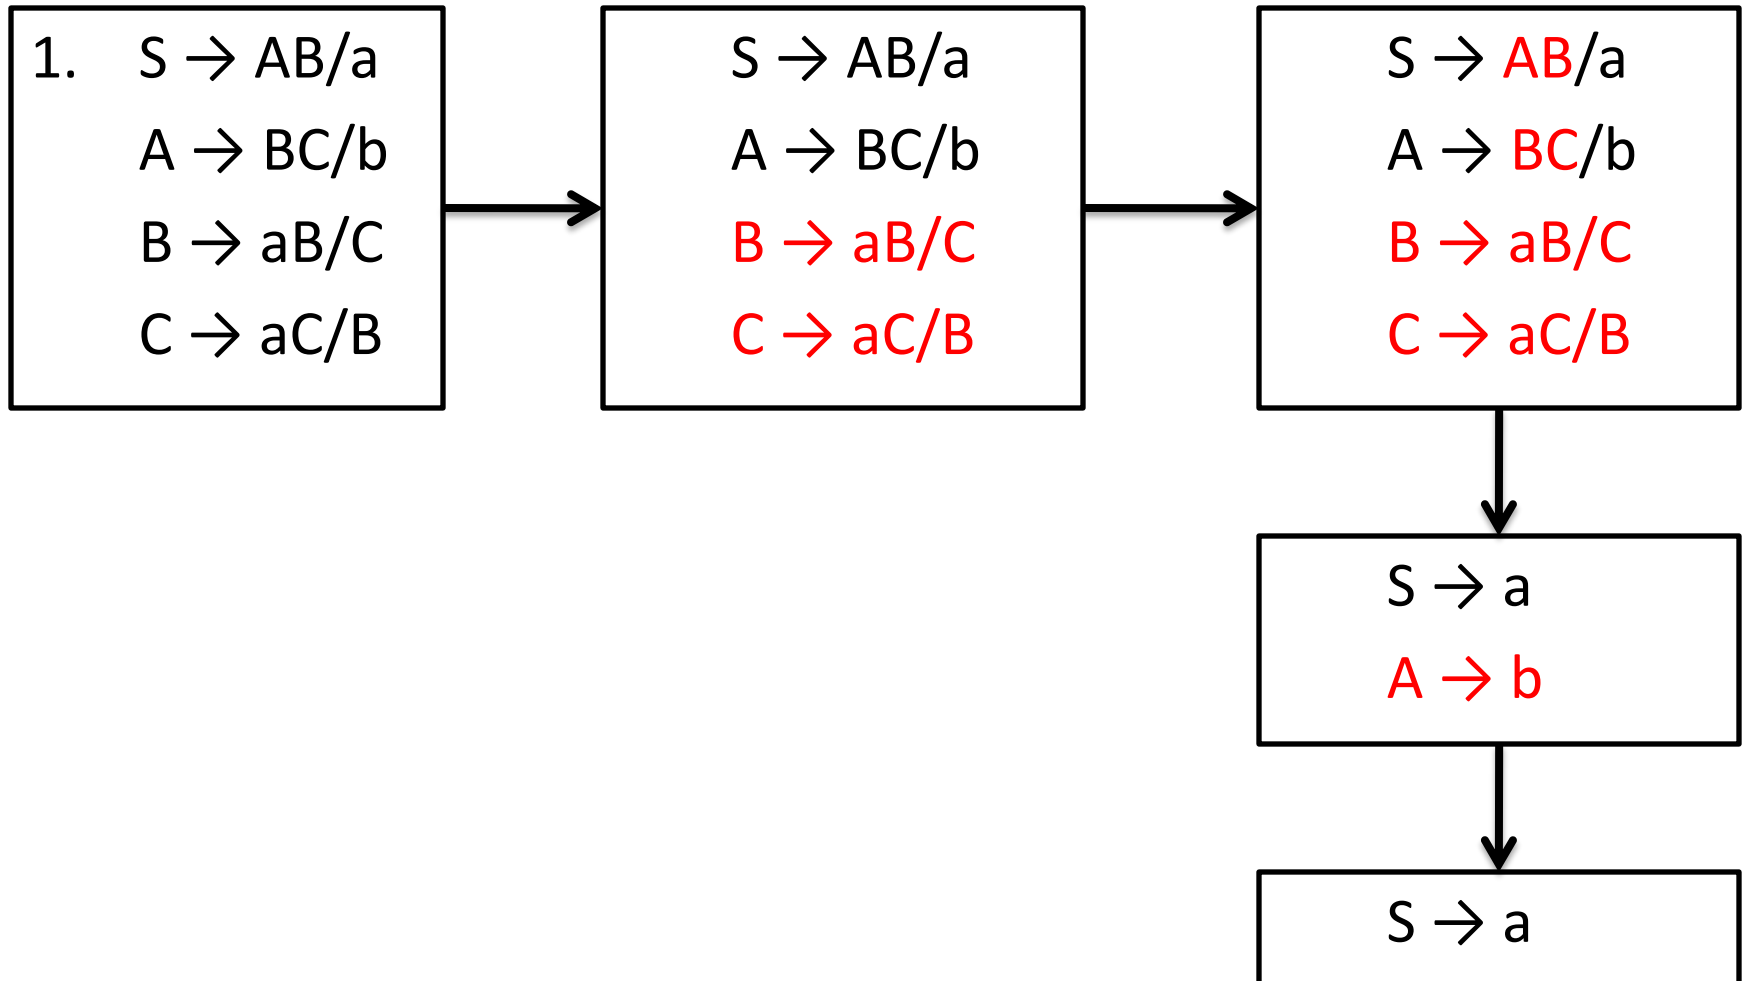 1. S → AB/a
A → BC/b
B → aB/C
C → aC/B
S → AB/a
A → BC/b
B → aB/C
C → aC/B
S → AB/a
A → BC/b
B → aB/C
C → aC/B
S → a
A → b
S → a